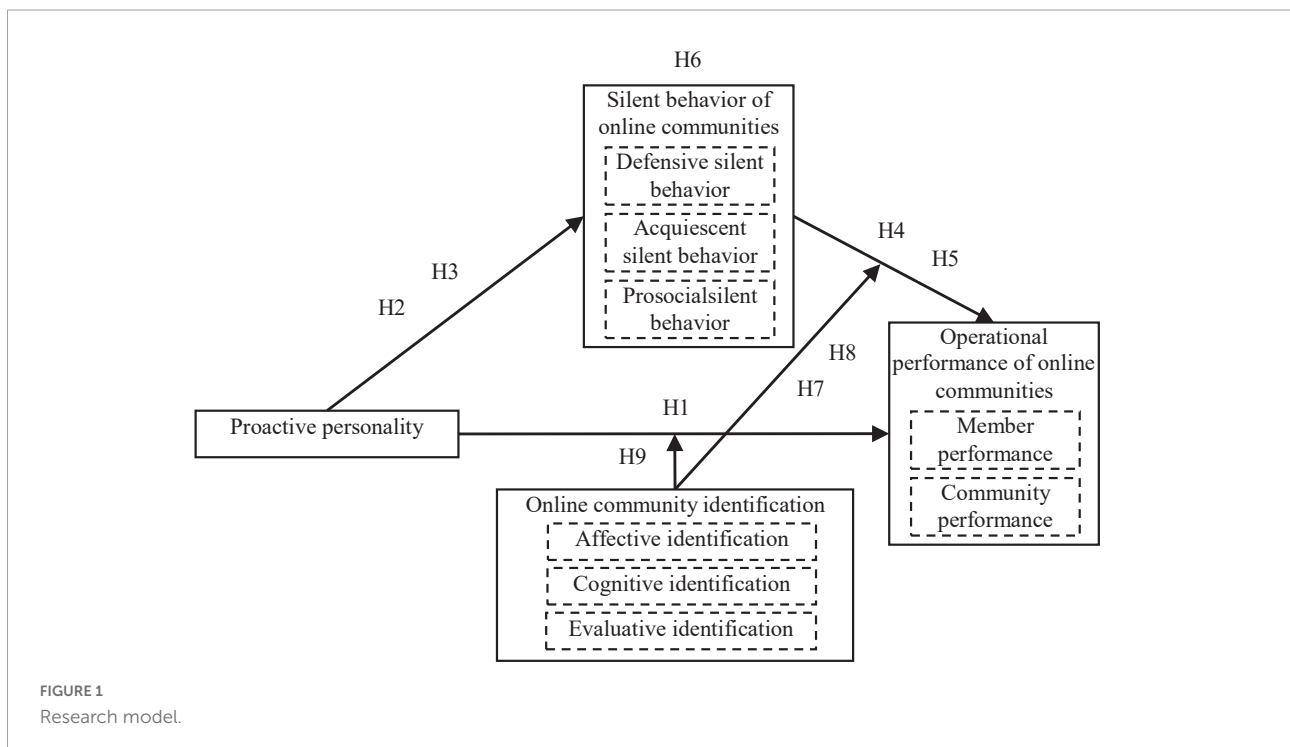 H6
Silent behavior of
online communities
Defensive silent
behavior
Acquiescent
silent behavior
Prosocialsilent
behavior
H3
H2
H4
H5
H8
H7
Operational
performance of online
communities
Member
performance
Community
performance
Proactive personality
H1
H9
Online community identification
Affective identification
Cognitive identification
Evaluative identification
FIGURE 1
Research model.